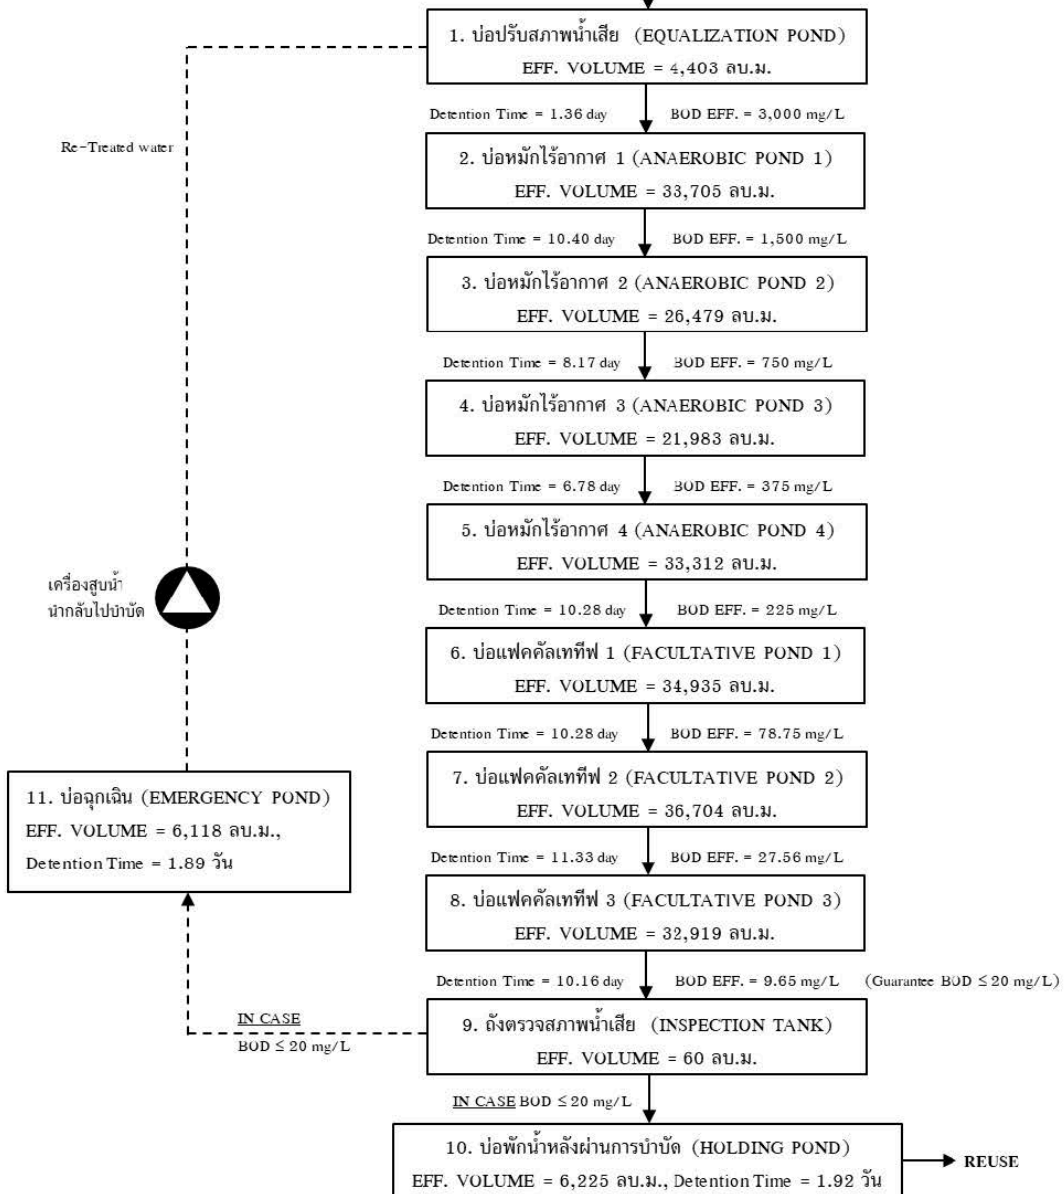 1. บ่อปรับสภาพน้ำเสีย (EQUALIZATION POND)
EFF. VOLUME = 4,403 ลบ.ม.
Detention Time = 1.36 day BOD EFF. = 3,000 mg/L
Re-Treated water
2. บ่อหมักไร้อากาศ 1 (ANAEROBIC POND 1)
EFF. VOLUME = 33,705 ลบ.ม.
Detention Time = 10.40 day BOD EFF. = 1,500 mg/L
3. บ่อหมักไร้อากาศ 2 (ANAEROBIC POND 2)
EFF. VOLUME = 26,479 ลบ.ม.
Detention Time = 8.17 day BOD EFF. = 750 mg/L
4. บ่อหมักไร้อากาศ 3 (ANAEROBIC POND 3)
EFF. VOLUME = 21,983 ลบ.ม.
Detention Time = 6.78 day BOD EFF. = 375 mg/L
5. บ่อหมักไร้อากาศ 4 (ANAEROBIC POND 4)
EFF. VOLUME = 33,312 ลบ.ม.
เครื่องสูบน้ำ
นำกลับไปบำบัด
Detention Time = 10.28 day BOD EFF. = 225 mg/L
6. บ่อแฟคคัลเททีฟ 1 (FACULTATIVE POND 1)
EFF. VOLUME = 34,935 ลบ.ม.
Detention Time = 10.28 day BOD EFF. = 78.75 mg/L
7. บ่อแฟคคัลเททีฟ 2 (FACULTATIVE POND 2)
EFF. VOLUME = 36,704 ลบ.ม.
11. บ่อฉุกเฉิน (EMERGENCY POND)
EFF. VOLUME = 6,118 ลบ.ม.,
Detention Time = 1.89 วัน
Detention Time = 11.33 day BOD EFF. = 27.56 mg/L
8. บ่อแฟคคัลเททีฟ 3 (FACULTATIVE POND 3)
EFF. VOLUME = 32,919 ลบ.ม.
Detention Time = 10.16 day BOD EFF. = 9.65 mg/L (Guarantee BOD ≤ 20 mg/L)
IN CASE
BOD ≤ 20 mg/L
9. ถังตรวจสภาพน้ำเสีย (INSPECTION TANK)
EFF. VOLUME = 60 ลบ.ม.
IN CASE BOD ≤ 20 mg/L
10. บ่อพักน้ำหลังผ่านการบำบัด (HOLDING POND)
EFF. VOLUME = 6,225 ลบ.ม., Detention Time = 1.92 วัน
REUSE